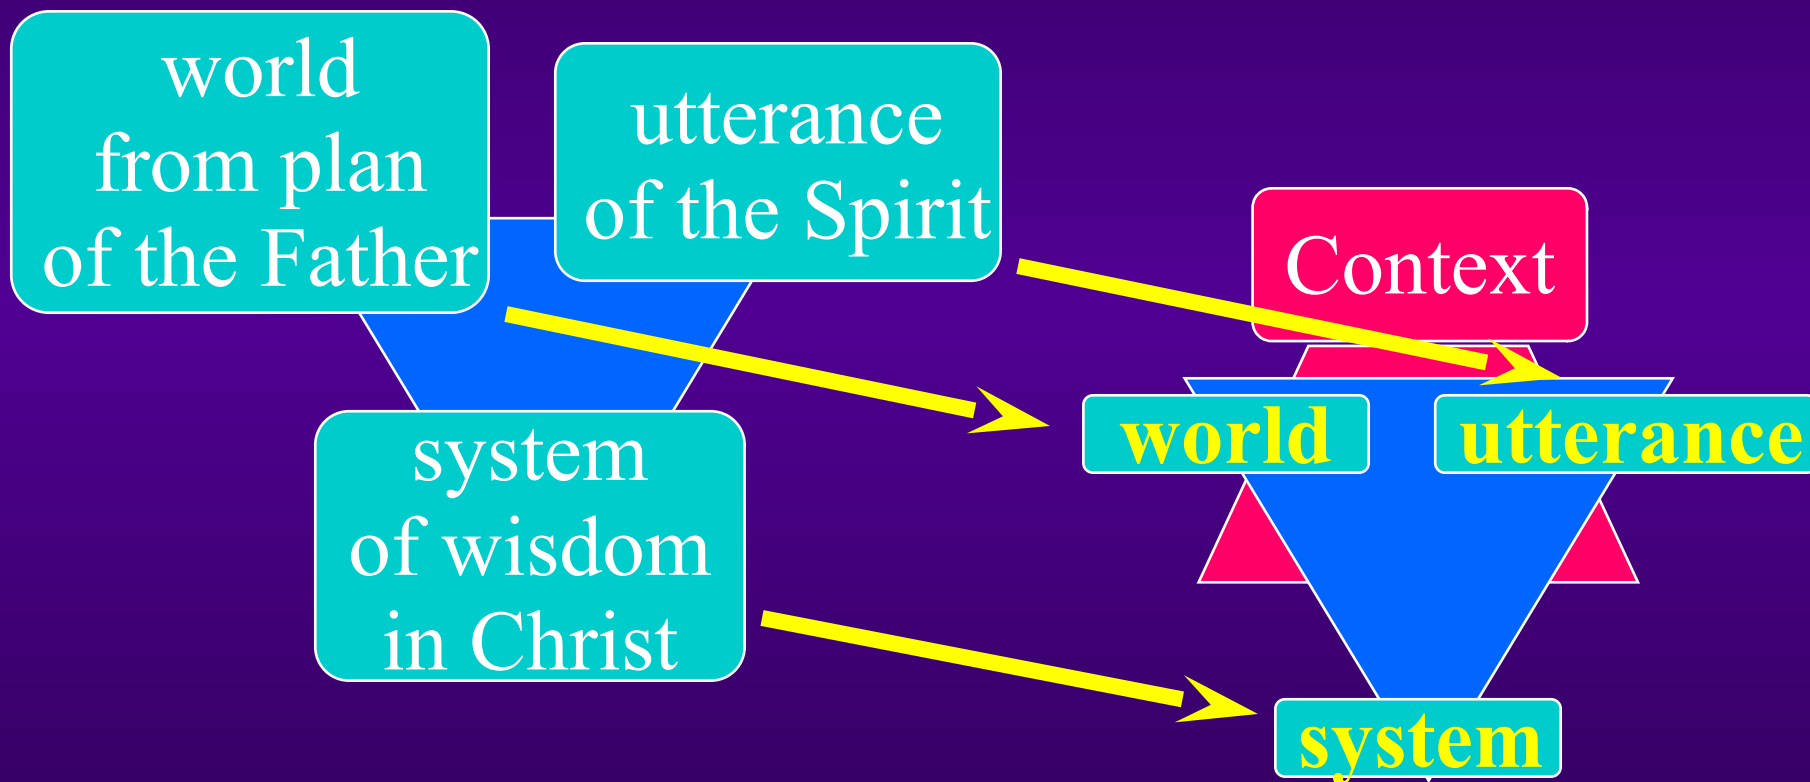 world
from plan
of the Father
utterance
of the Spirit
system
of wisdom
in Christ
Context
world
utterance
system